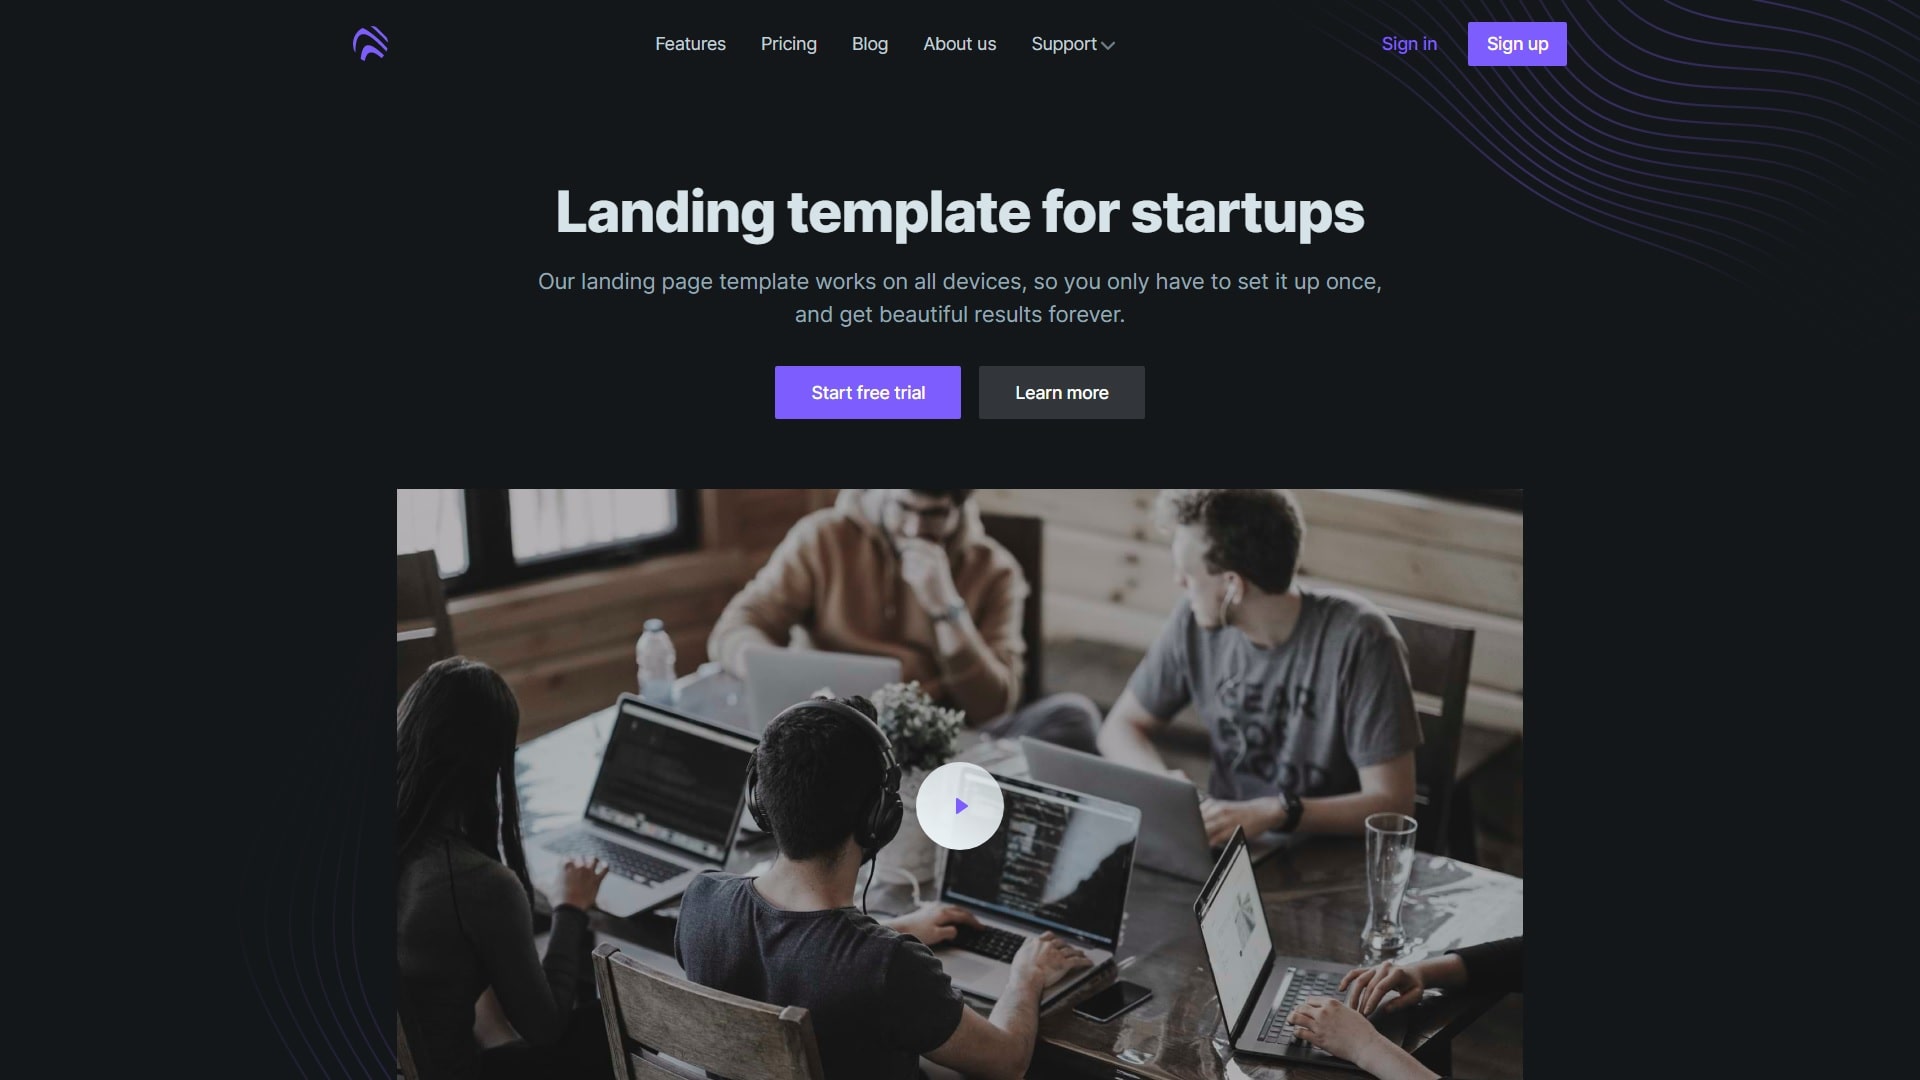 Features Pricing Blog About us Support Sign in Sign up
Landing template for startups
Our landing page template works on all devices, so you only have to set it up once,
and get beautiful results forever.
Start free trial Learn more